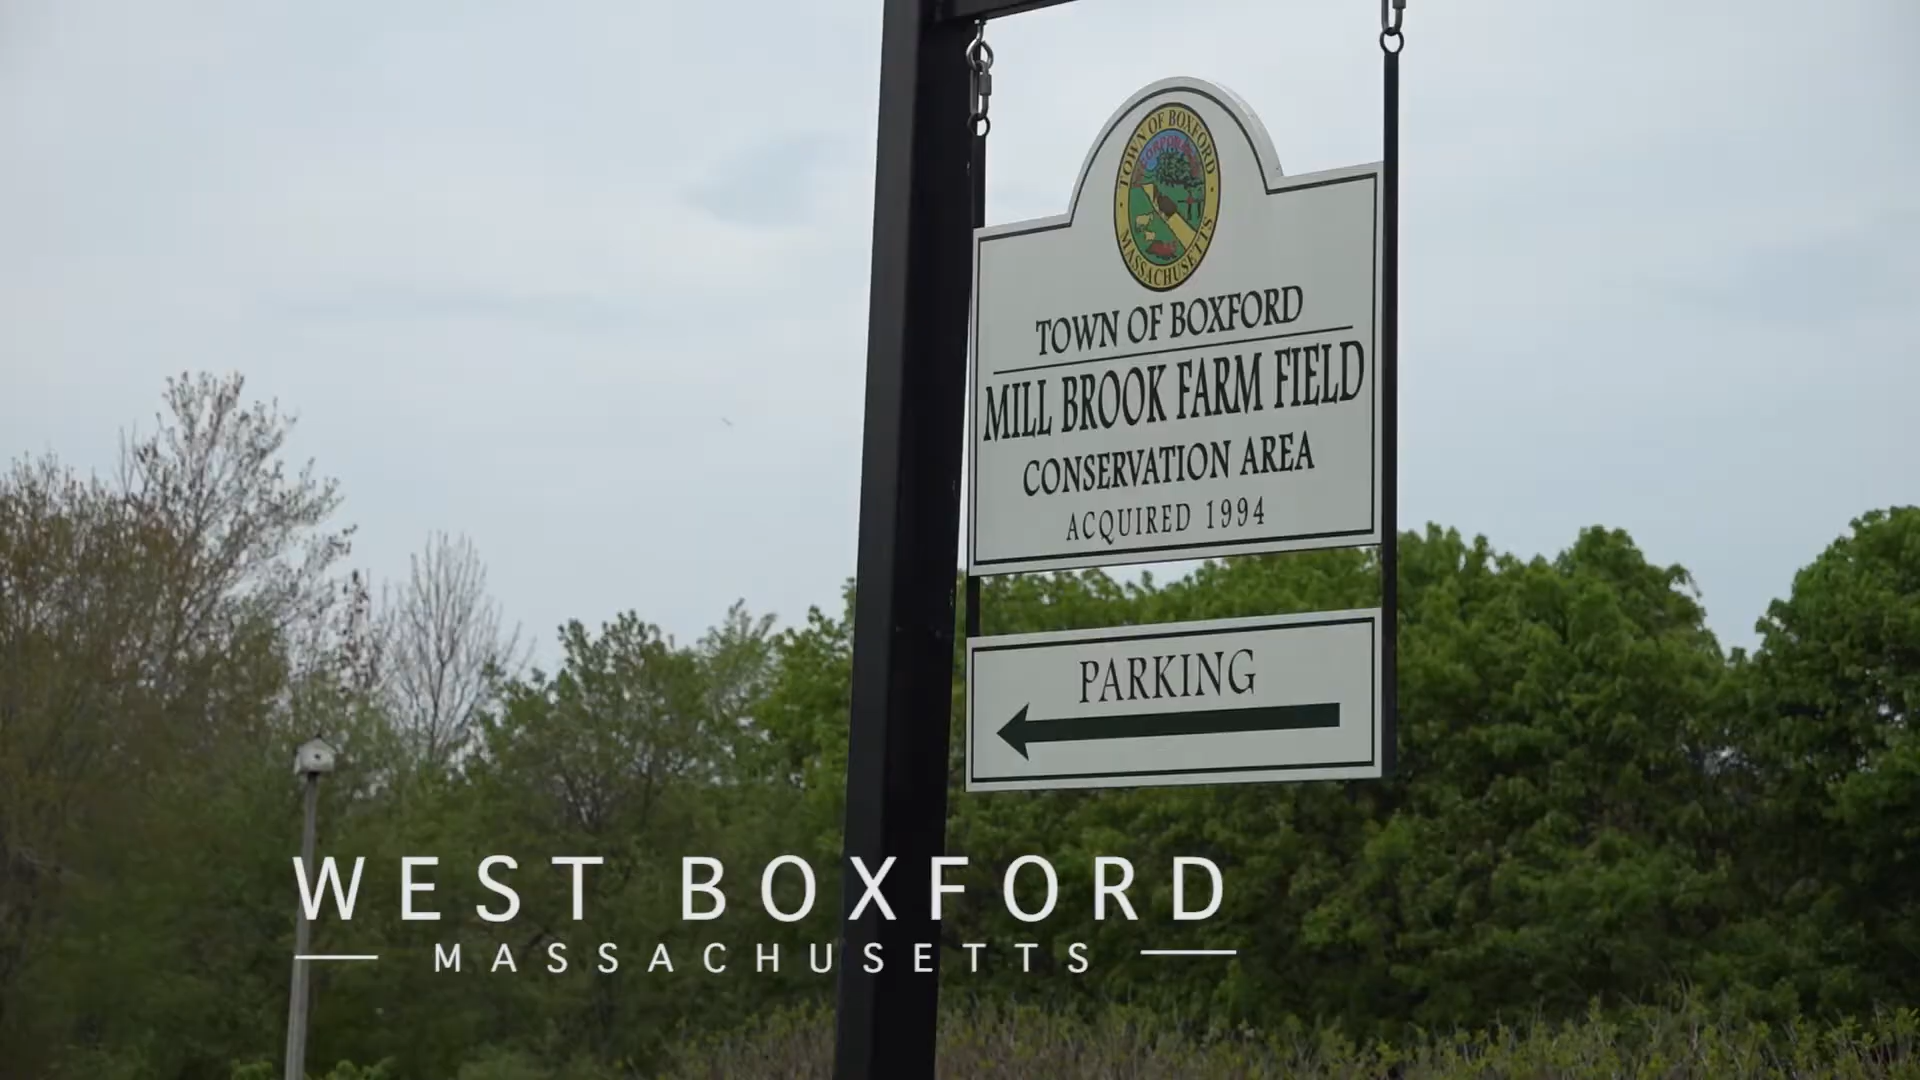 TOWN OF BOXFORD
MASSACHUSETTS
TOWN OF BOXFORD
MILL BROOK FARM FIELD
CONSERVATION AREA
ACQUIRED 1994
PARKING
WEST BOXFORD
MASSACHUSETTS